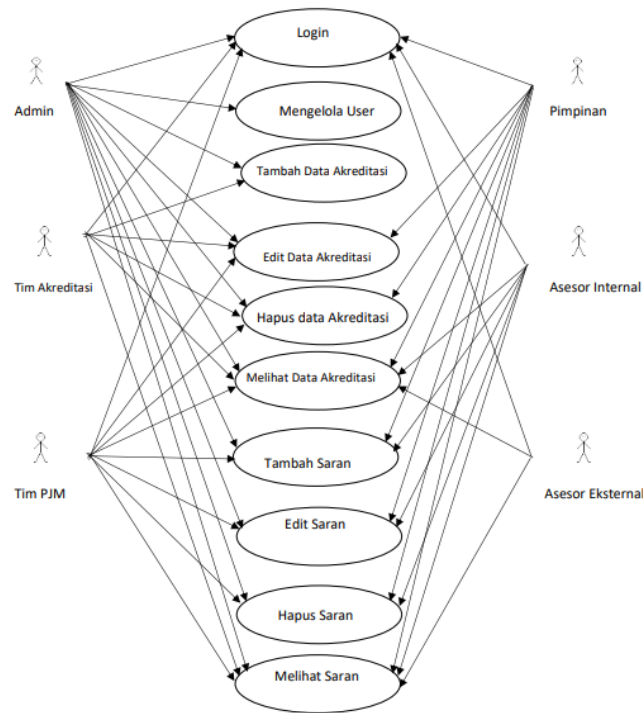 Login
Admin
Mengelola User
Pimpinan
Tambah Data Akreditasi
Edit Data Akreditasi
Tim Akreditasi
Asesor Internal
Hapus data Akreditasi
Melihat Data Akreditasi
Tambah Saran
Tim PJM
Asesor Eksternal
Edit Saran
Hapus Saran
Melihat Saran